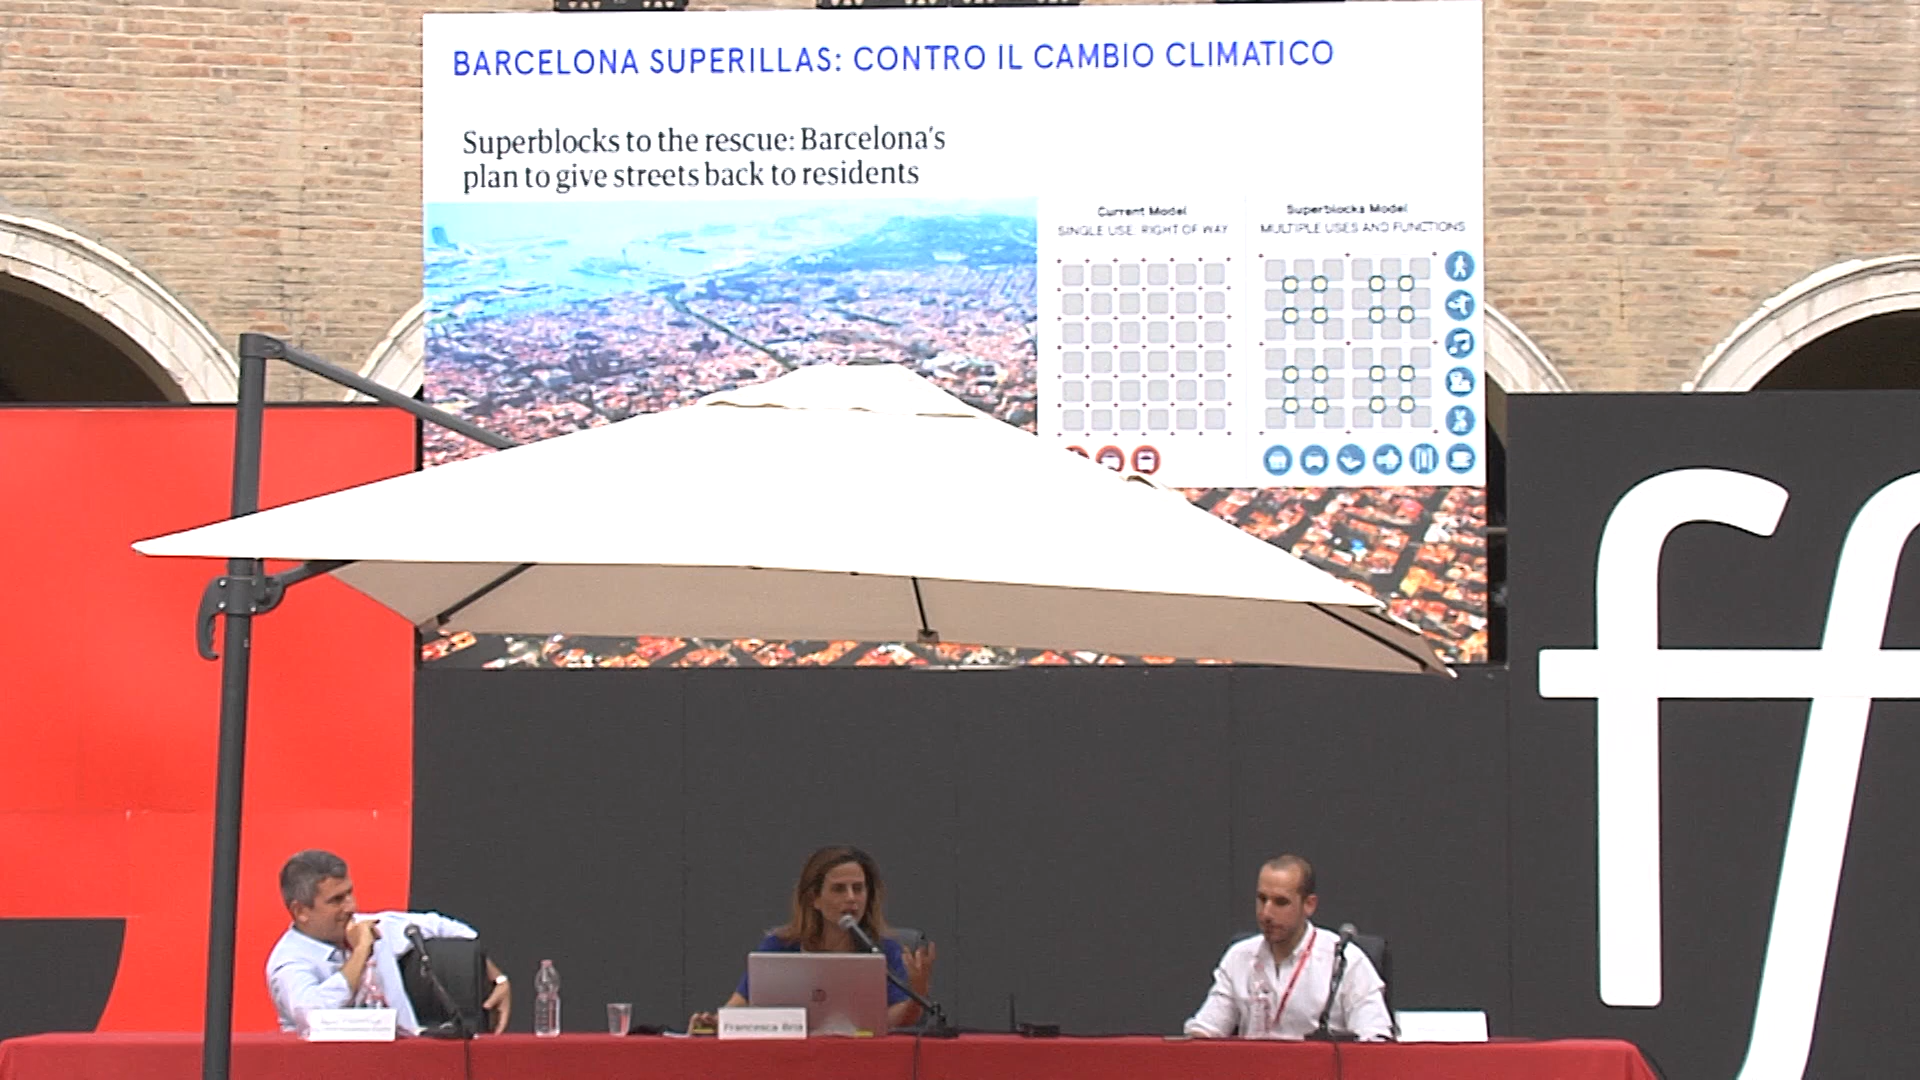 BARCELONA SUPERILLAS: CONTRO IL CAMBIO CLIMATICO
Superblocks to the rescue: Barcelona's
plan to give streets back to residents
Current Model
SINGLE USE: RIGHT OF WAY
Superblocks Model
MULTIPLE USES AND FUNCTIONS
ff
Francesca Bria